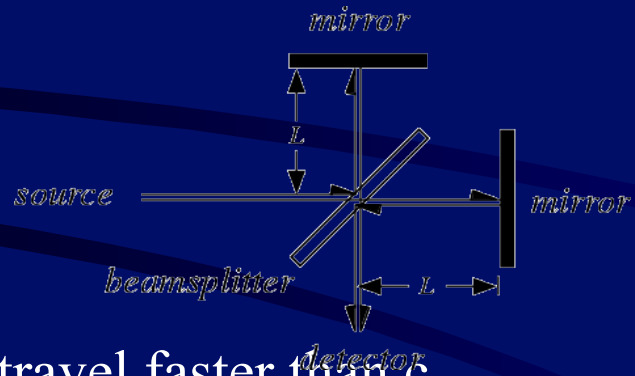 mirror
L
source
mirror
beamsplitter
L
detector
travel faster than c